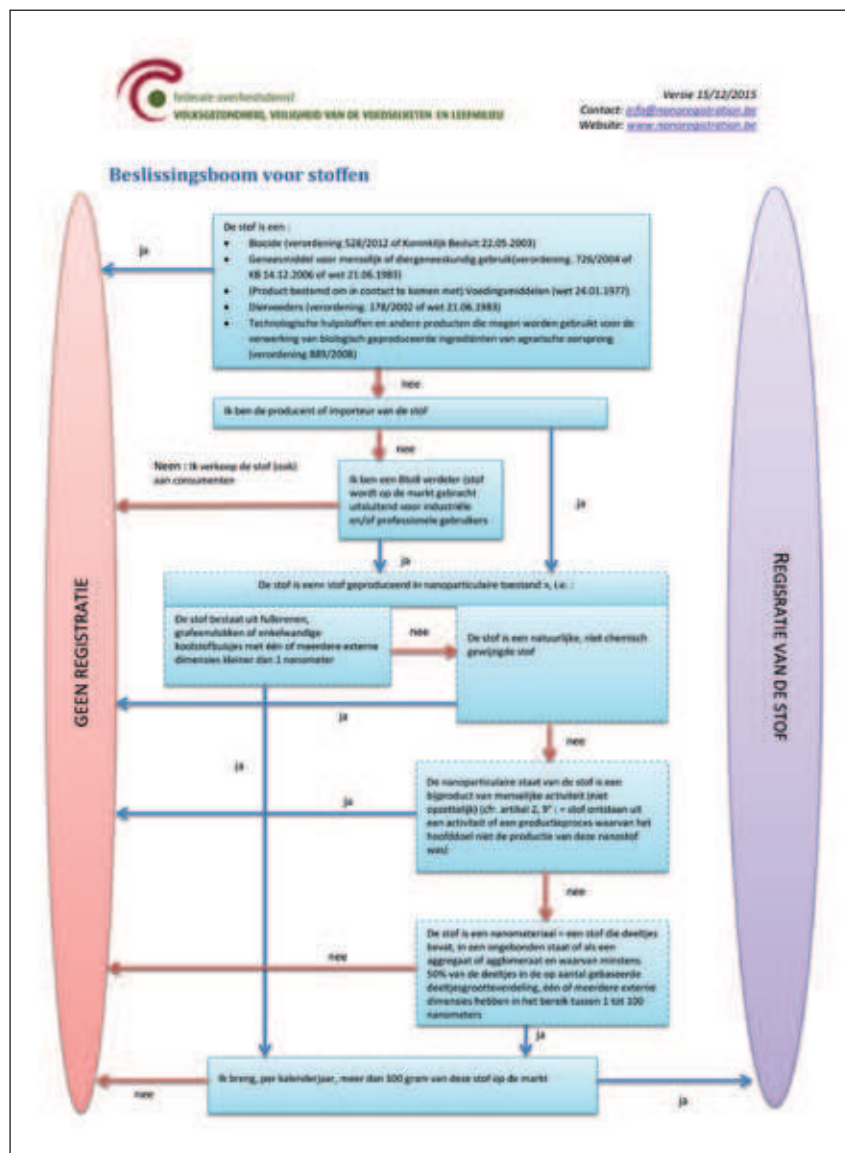 federale overheidsdienst
VOLKSGEZONDHEID, VEILIGHEID VAN DE VOEDSELKETEN EN LEEFMILIEU
Versie 15/12/2015
Contact: info@nanoregistration.be
Website: www.nanoregistration.be
Beslissingsboom voor stoffen
De stof is een :
• Biocide (verordening 528/2012 of Koninklijk Besluit 22.05.2003)
• Geneesmiddel voor menselijk of diergeneeskundig gebruik(verordening. 726/2004 of
KB 14.12.2006 of wet 21.06.1983)
• (Product bestemd om in contact te komen met) Voedingsmiddelen (wet 24.01.1977)
• Diervoeders (verordening. 178/2002 of wet 21.06.1983)
• Technologische hulpstoffen en andere producten die mogen worden gebruikt voor de
verwerking van biologisch geproduceerde ingrediënten van agrarische oorsprong
(verordening 889/2008)
ja
nee
Ik ben de producent of importeur van de stof
nee
Neen : Ik verkoop de stof (ook)
aan consumenten
Ik ben een BtoB verdeler (stof
wordt op de markt gebracht
uitsluitend voor industriële
en/of professionele gebruikers
ja
ja
De stof is een« stof geproduceerd in nanoparticulaire toestand », i.e. :
De stof bestaat uit fullerenen,
grafeenvlokken of enkelwandige
koolstofbuisjes met één of meerdere externe
dimensies kleiner dan 1 nanometer
nee
De stof is een natuurlijke, niet chemisch
gewijzigde stof
ja
nee
ja
De nanoparticulaire staat van de stof is een
bijproduct van menselijke activiteit (niet
opzettelijk) (cfr. artikel 2, 9° : = stof ontstaan uit
een activiteit of een productieproces waarvan het
hoofddoel niet de productie van deze nanostof
was)
ja
nee
De stof is een nanomateriaal = een stof die deeltjes
bevat, in een ongebonden staat of als een
aggregaat of agglomeraat en waarvan minstens
50% van de deeltjes in de op aantal gebaseerde
deeltjesgrootteverdeling, één of meerdere externe
dimensies hebben in het bereik tussen 1 tot 100
nanometers
nee
ja
Ik breng, per kalenderjaar, meer dan 100 gram van deze stof op de markt
nee
ja
GEEN REGISTRATIE
REGISRATIE VAN DE STOF